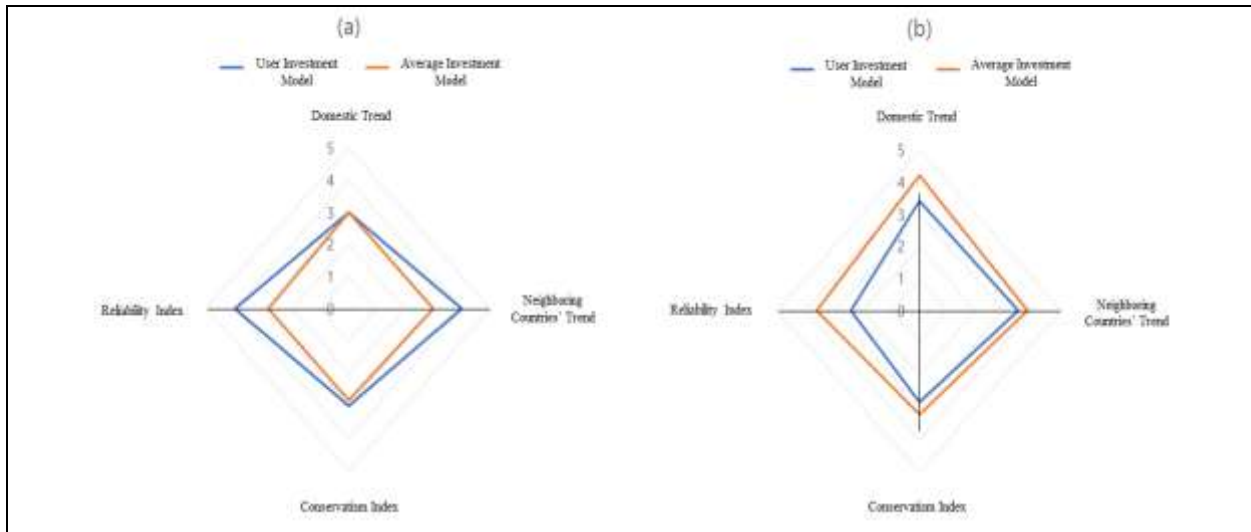 (a)
User Investment
Model
Average Investment
Model
Domestic Trend
5
4
3
2
1
0
Reliability Index
Neighboring
Countries' Trend
Conservatism Index
(b)
User Investment
Model
Average Investment
Model
Domestic Trend
5
4
3
2
1
0
Reliability Index
Neighboring
Countries' Trend
Conservatism Index